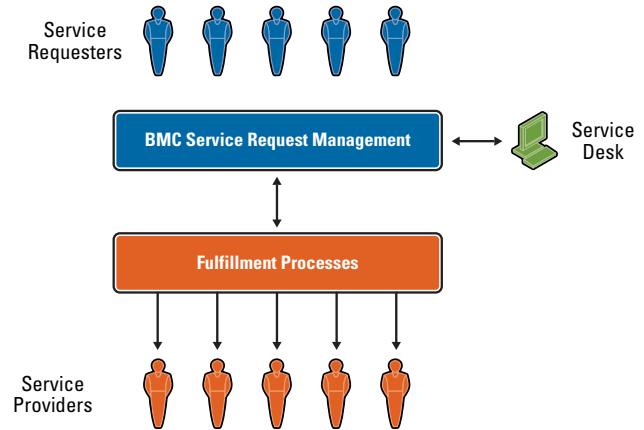 Service
Requesters
BMC Service Request Management
Service
Desk
Fulfillment Processes
Service
Providers